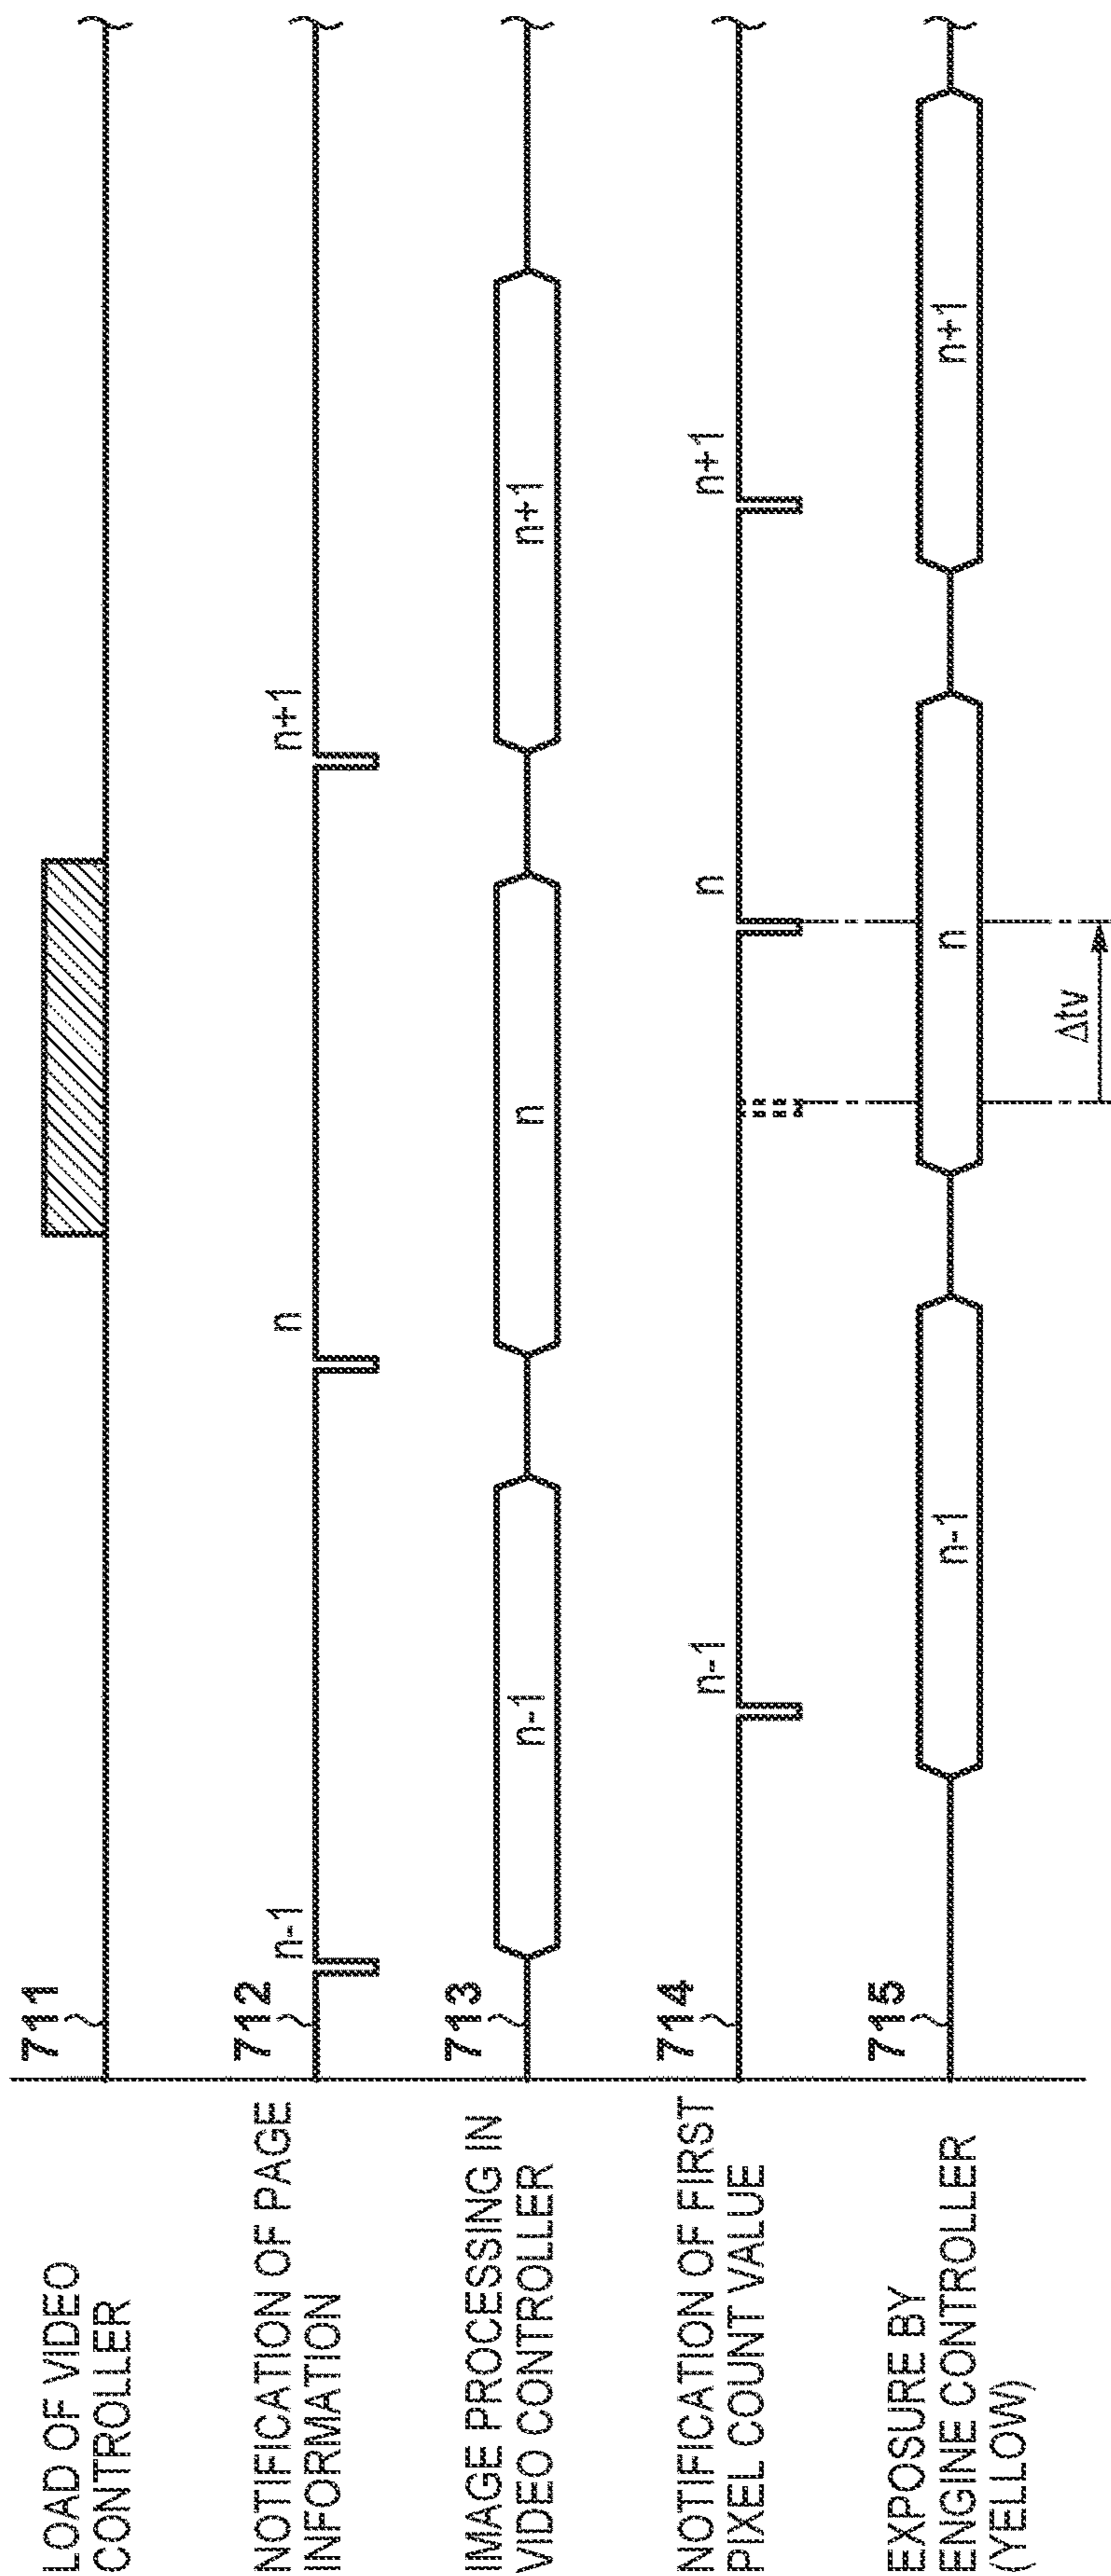 LOAD OF VIDEO
CONTROLLER
711
NOTIFICATION OF PAGE
INFORMATION
712
n-1
n
n+1
IMAGE PROCESSING IN
VIDEO CONTROLLER
713
n-1
n
n+1
NOTIFICATION OF FIRST
PIXEL COUNT VALUE
714
n-1
n
n+1
EXPOSURE BY
ENGINE CONTROLLER
(YELLOW)
715
n-1
n
n+1
Δtv